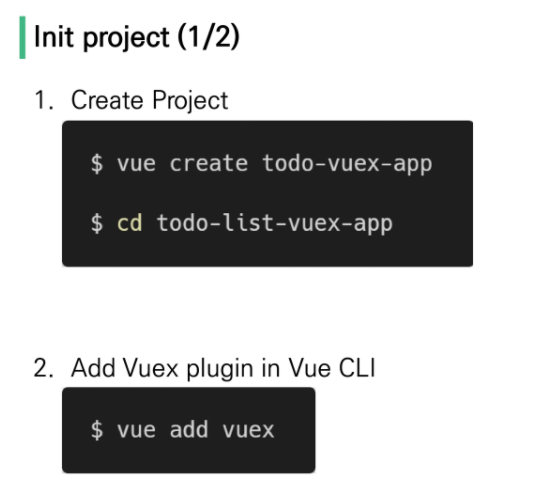 Init project (1/2)
1. Create Project
$ vue create todo-vuex-app
$ cd todo-list-vuex-app
2. Add Vuex plugin in Vue CLI
$ vue add vuex